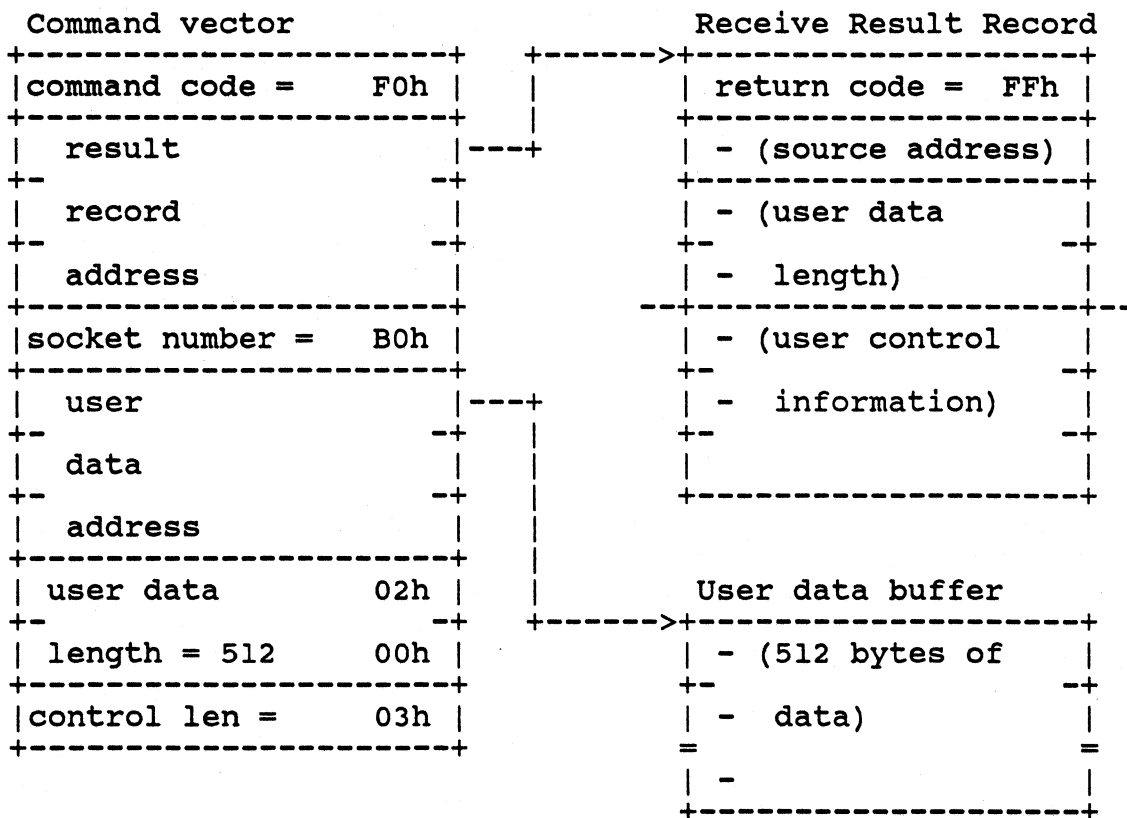 Command vector
command code = F0h
result
record
address
socket number = B0h
user
data
address
user data 02h
length = 512 00h
control len = 03h
Receive Result Record
return code = FFh
- (source address)
- (user data
- length)
- (user control
- information)
User data buffer
- (512 bytes of
- data)
-